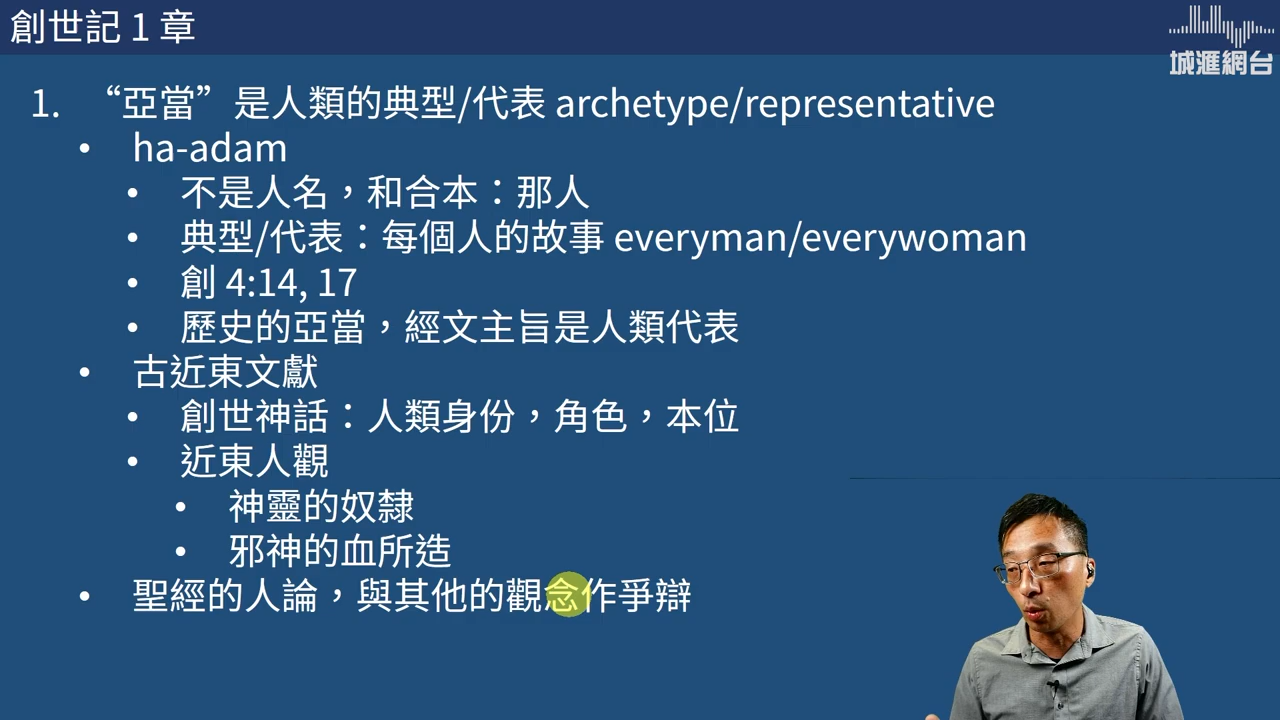 創世記 1 章
城滙網台
1. “亞當”是人類的典型/代表 archetype/representative
• ha-adam
• 不是人名，和合本：那人
• 典型/代表：每個人的故事 everyman/everywoman
• 創 4:14, 17
• 歷史的亞當，經文主旨是人類代表
• 古近東文獻
• 創世神話：人類身份，角色，本位
• 近東人觀
• 神靈的奴隸
• 邪神的血所造
• 聖經的人論，與其他的觀念作爭辯